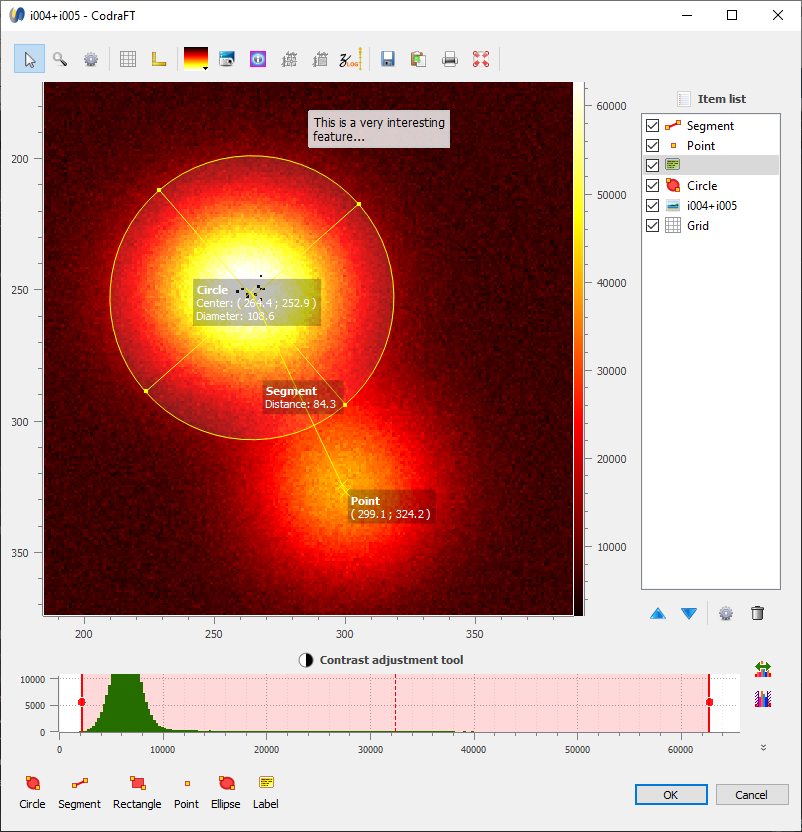 i004+i005 - CodraFT
LOG
Item list
Segment
Point
Circle
i004+i005
Grid
This is a very interesting
feature...
Circle
Center: ( 264.4 ; 252.9 )
Diameter: 108.6
Segment
Distance: 84.3
Point
( 299.1 ; 324.2 )
200
250
300
350
200
250
300
350
60000
50000
40000
30000
20000
10000
Contrast adjustment tool
10000
5000
0
0
10000
20000
30000
40000
50000
60000
Circle
Segment
Rectangle
Point
Ellipse
Label
OK
Cancel